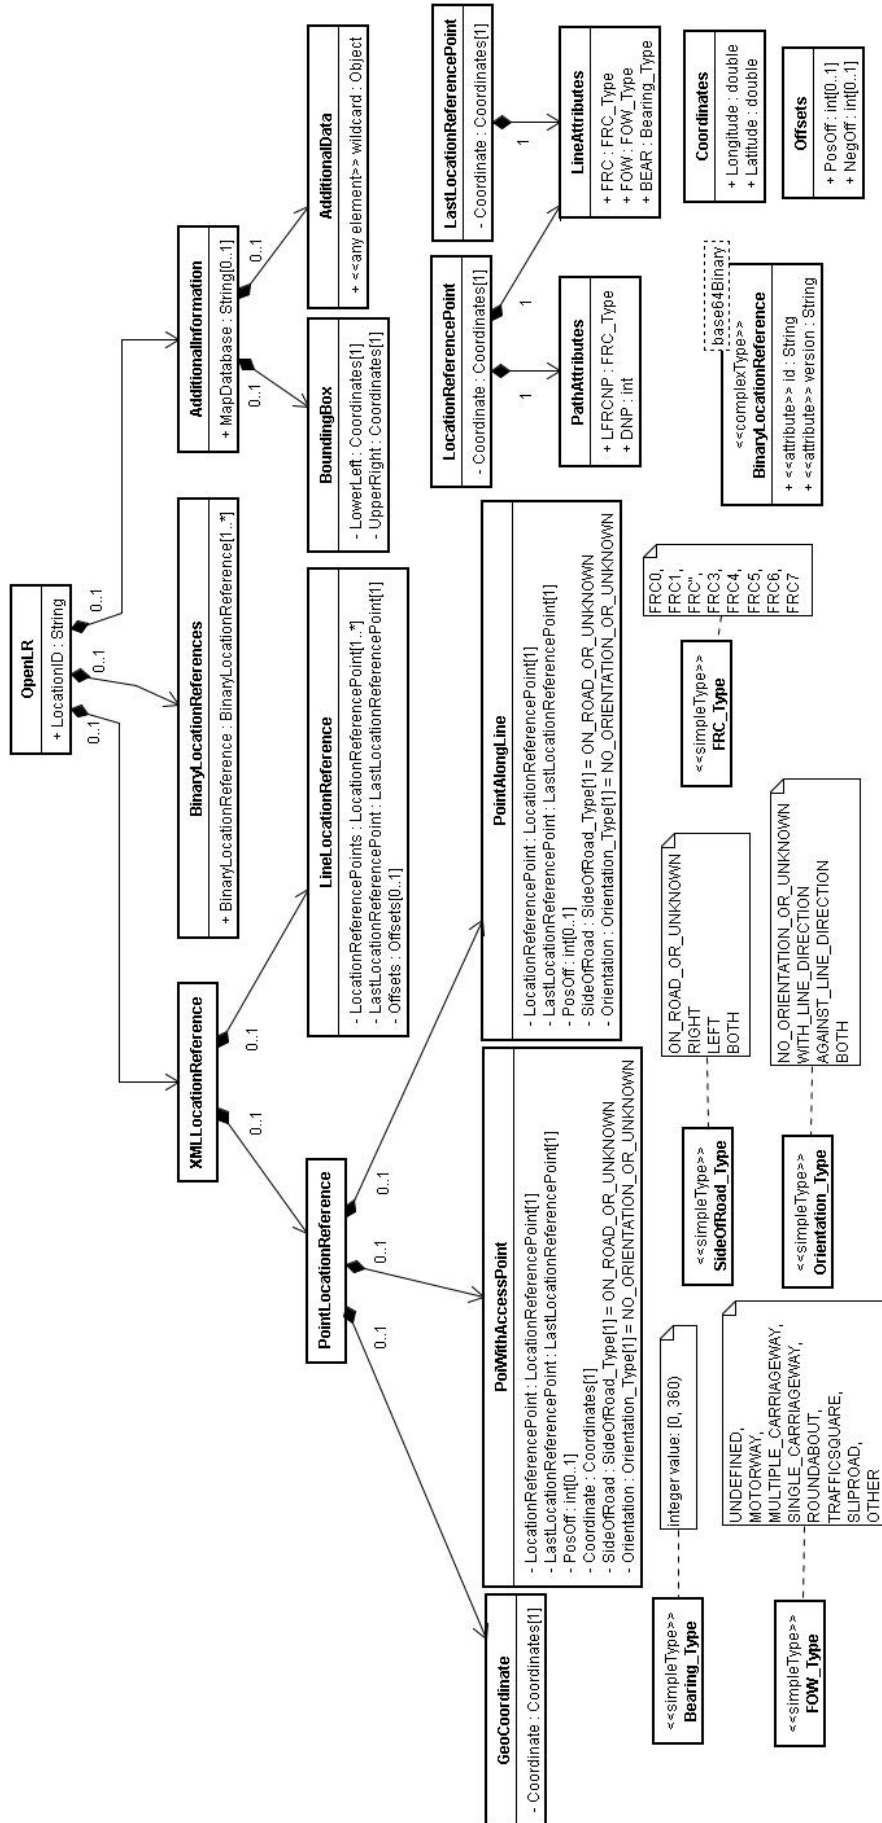 OpenLR
+ LocationID : String
0..1
0..1
0..1
XMLLocationReference
0..1
0..1
BinaryLocationReferences
+ BinaryLocationReference : BinaryLocationReference[1..*]
AdditionalInformation
+ MapDatabase : String[0..1]
0..1
0..1
PointLocationReference
0..1
0..1
0..1
LineLocationReference
- LocationReferencePoints : LocationReferencePoint[1..*]
- LastLocationReferencePoint : LastLocationReferencePoint[1]
- Offsets : Offsets[0..1]
BoundingBox
- LowerLeft : Coordinates[1]
- UpperRight : Coordinates[1]
AdditionalData
+ <<any element>> wildcard : Object
GeoCoordinate
- Coordinate : Coordinates[1]
PoiWithAccessPoint
- LocationReferencePoint : LocationReferencePoint[1]
- LastLocationReferencePoint : LastLocationReferencePoint[1]
- PosOff : int[0..1]
- Coordinate : Coordinates[1]
- SideOfRoad : SideOfRoad_Type[1] = ON_ROAD_OR_UNKNOWN
- Orientation : Orientation_Type[1] = NO_ORIENTATION_OR_UNKNOWN
PointAlongLine
- LocationReferencePoint : LocationReferencePoint[1]
- LastLocationReferencePoint : LastLocationReferencePoint[1]
- PosOff : int[0..1]
- SideOfRoad : SideOfRoad_Type[1] = ON_ROAD_OR_UNKNOWN
- Orientation : Orientation_Type[1] = NO_ORIENTATION_OR_UNKNOWN
LocationReferencePoint
- Coordinate : Coordinates[1]
1
1
LastLocationReferencePoint
- Coordinate : Coordinates[1]
1
PathAttributes
+ LFRCNP : FRC_Type
+ DNP : int
LineAttributes
+ FRC : FRC_Type
+ FOW : FOW_Type
+ BEAR : Bearing_Type
<<simpleType>>
Bearing_Type
integer value: [0, 360)
<<simpleType>>
SideOfRoad_Type
ON_ROAD_OR_UNKNOWN
RIGHT
LEFT
BOTH
<<simpleType>>
FRC_Type
FRC0,
FRC1,
FRC",
FRC3,
FRC4,
FRC5,
FRC6,
FRC7
base64Binary
<<complexType>>
BinaryLocationReference
+ <<attribute>> id : String
+ <<attribute>> version : String
Coordinates
+ Longitude : double
+ Latitude : double
<<simpleType>>
FOW_Type
UNDEFINED,
MOTORWAY,
MULTIPLE_CARRIAGEWAY,
SINGLE_CARRIAGEWAY,
ROUNDABOUT,
TRAFFICSQUARE,
SLIPROAD,
OTHER
<<simpleType>>
Orientation_Type
NO_ORIENTATION_OR_UNKNOWN
WITH_LINE_DIRECTION
AGAINST_LINE_DIRECTION
BOTH
Offsets
+ PosOff : int[0..1]
+ NegOff : int[0..1]